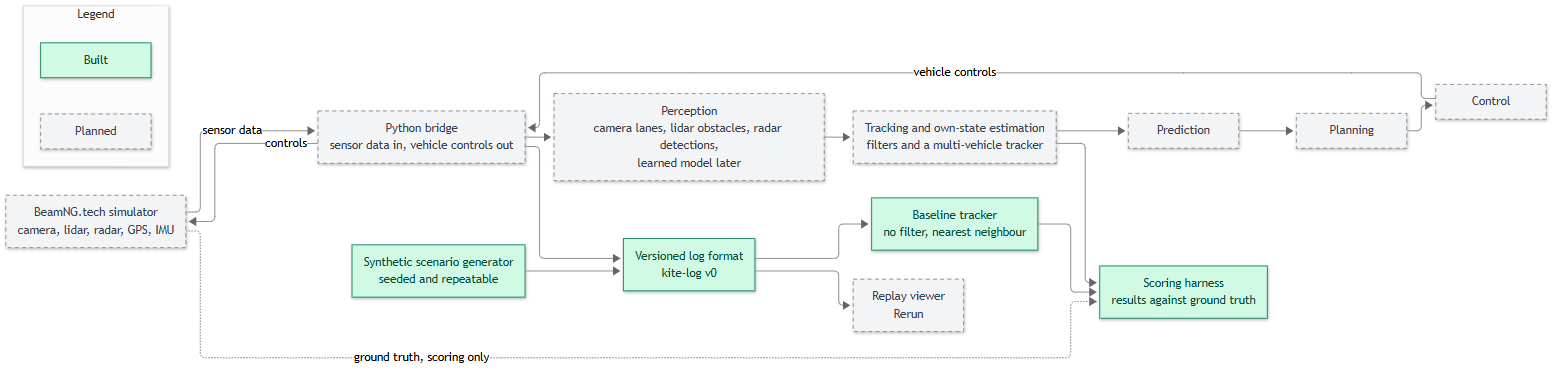 Legend
Built
Planned
vehicle controls
sensor data
controls
Python bridge
sensor data in, vehicle controls out
Perception
camera lanes, lidar obstacles, radar
detections,
learned model later
Tracking and own-state estimation
filters and a multi-vehicle tracker
Prediction
Planning
Control
BeamNG.tech simulator
camera, lidar, radar, GPS, IMU
Synthetic scenario generator
seeded and repeatable
Versioned log format
kite-log v0
Baseline tracker
no filter, nearest neighbour
Replay viewer
Rerun
Scoring harness
results against ground truth
ground truth, scoring only